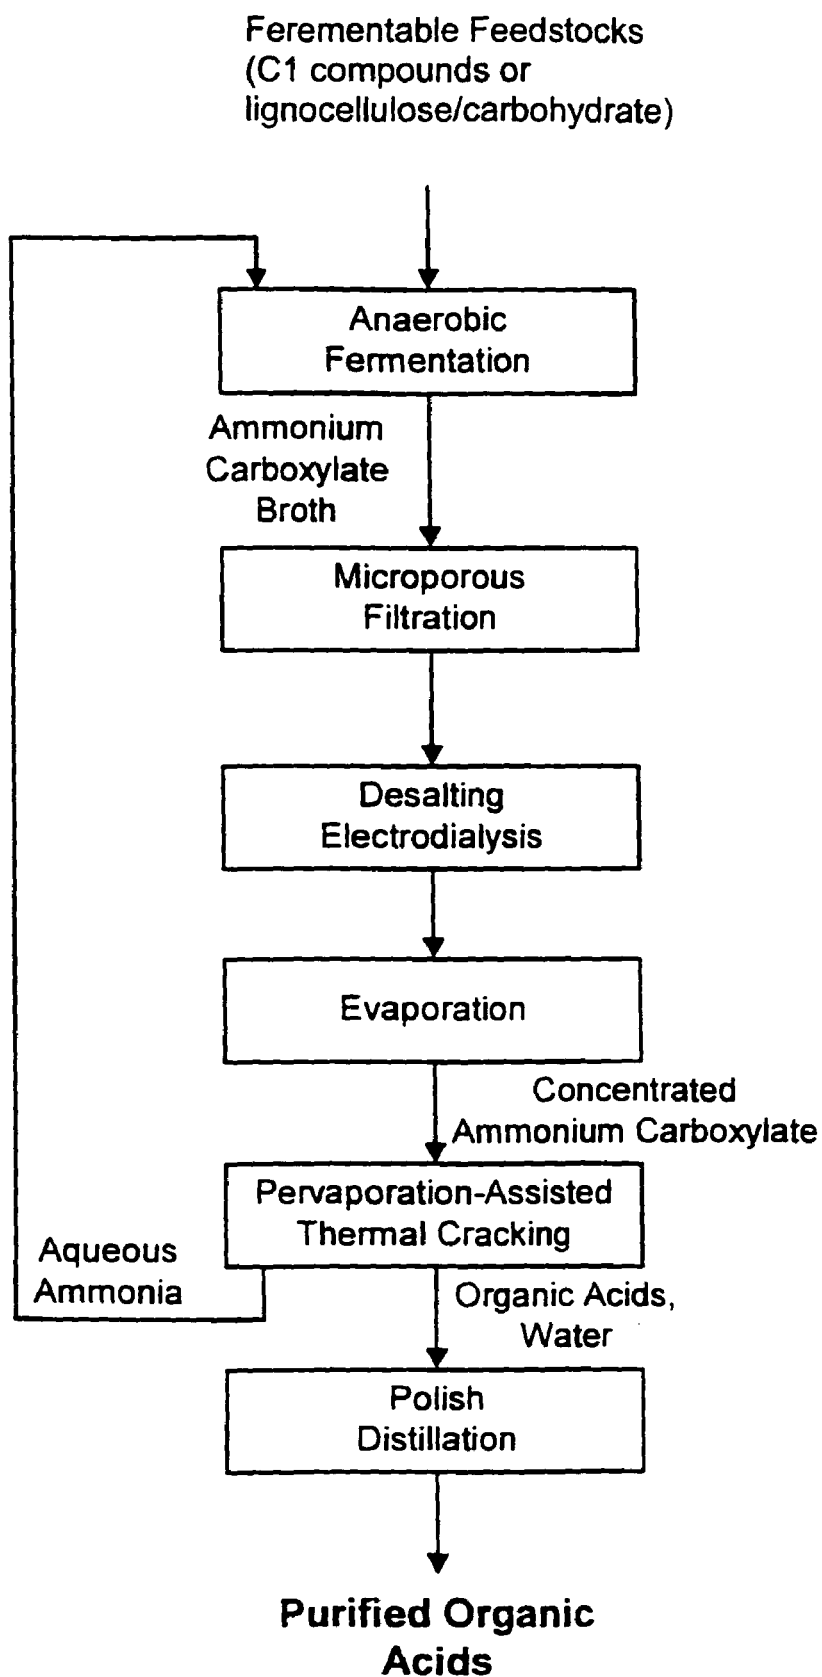 Ferementable Feedstocks
(C1 compounds or
lignocellulose/carbohydrate)
Anaerobic
Fermentation
Ammonium
Carboxylate
Broth
Microporous
Filtration
Desalting
Electrodialysis
Evaporation
Concentrated
Ammonium Carboxylate
Pervaporation-Assisted
Thermal Cracking
Aqueous
Ammonia
Organic Acids,
Water
Polish
Distillation
Purified Organic
Acids